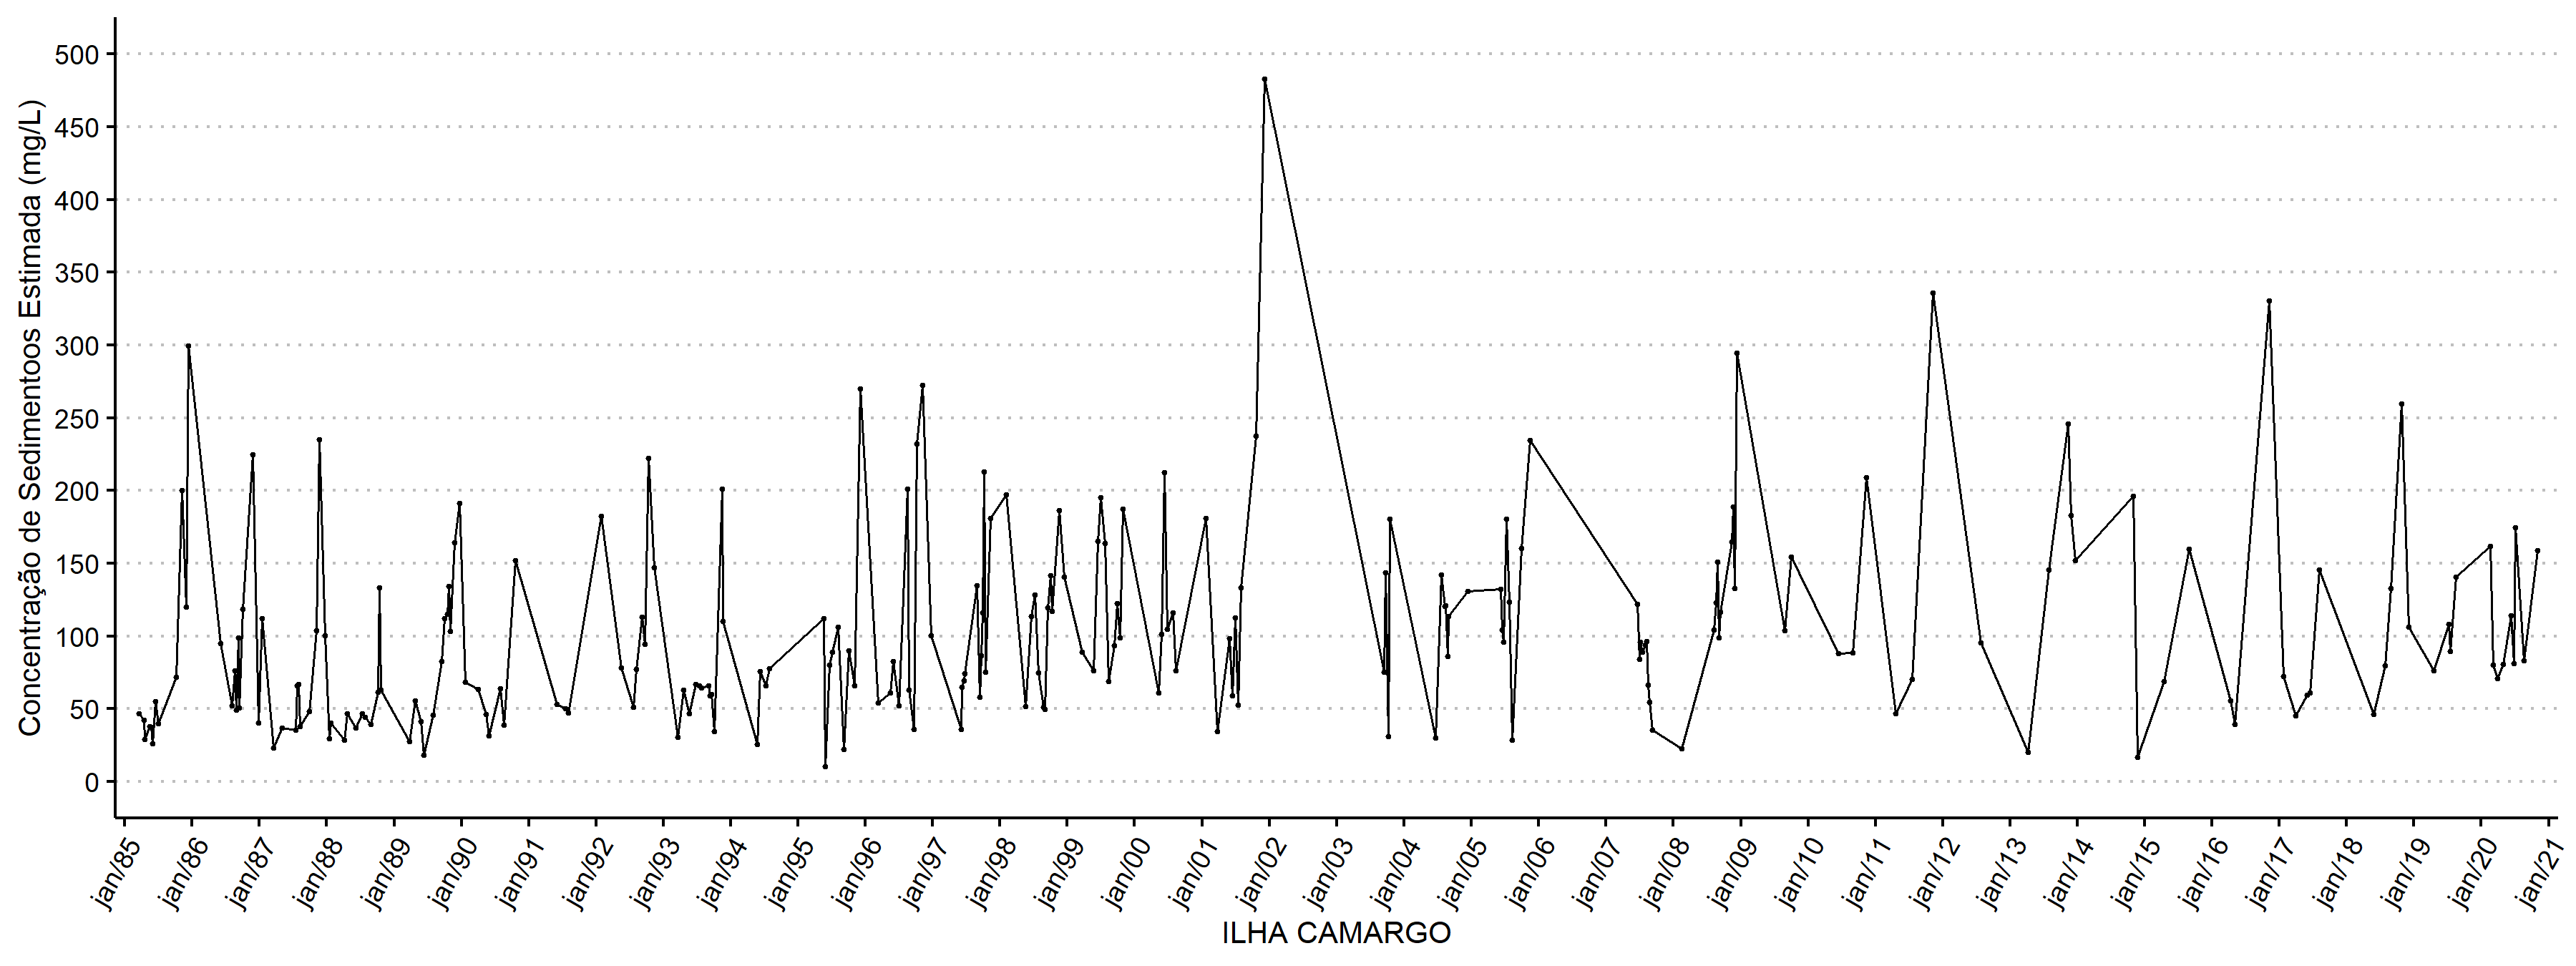 Concentração de Sedimentoos Estimada (mg/L)
500
450
400
350
300
250
200
150
100
50
0
jan/85
jan/86
jan/87
jan/88
jan/89
jan/90
jan/91
jan/92
jan/93
jan/94
jan/95
jan/96
jan/97
jan/98
jan/99
jan/00
jan/01
jan/02
jan/03
jan/04
jan/05
jan/06
jan/07
jan/08
jan/09
jan/10
jan/11
jan/12
jan/13
jan/14
jan/15
jan/16
jan/17
jan/18
jan/19
jan/20
jan/21
ILHA CAMARGO